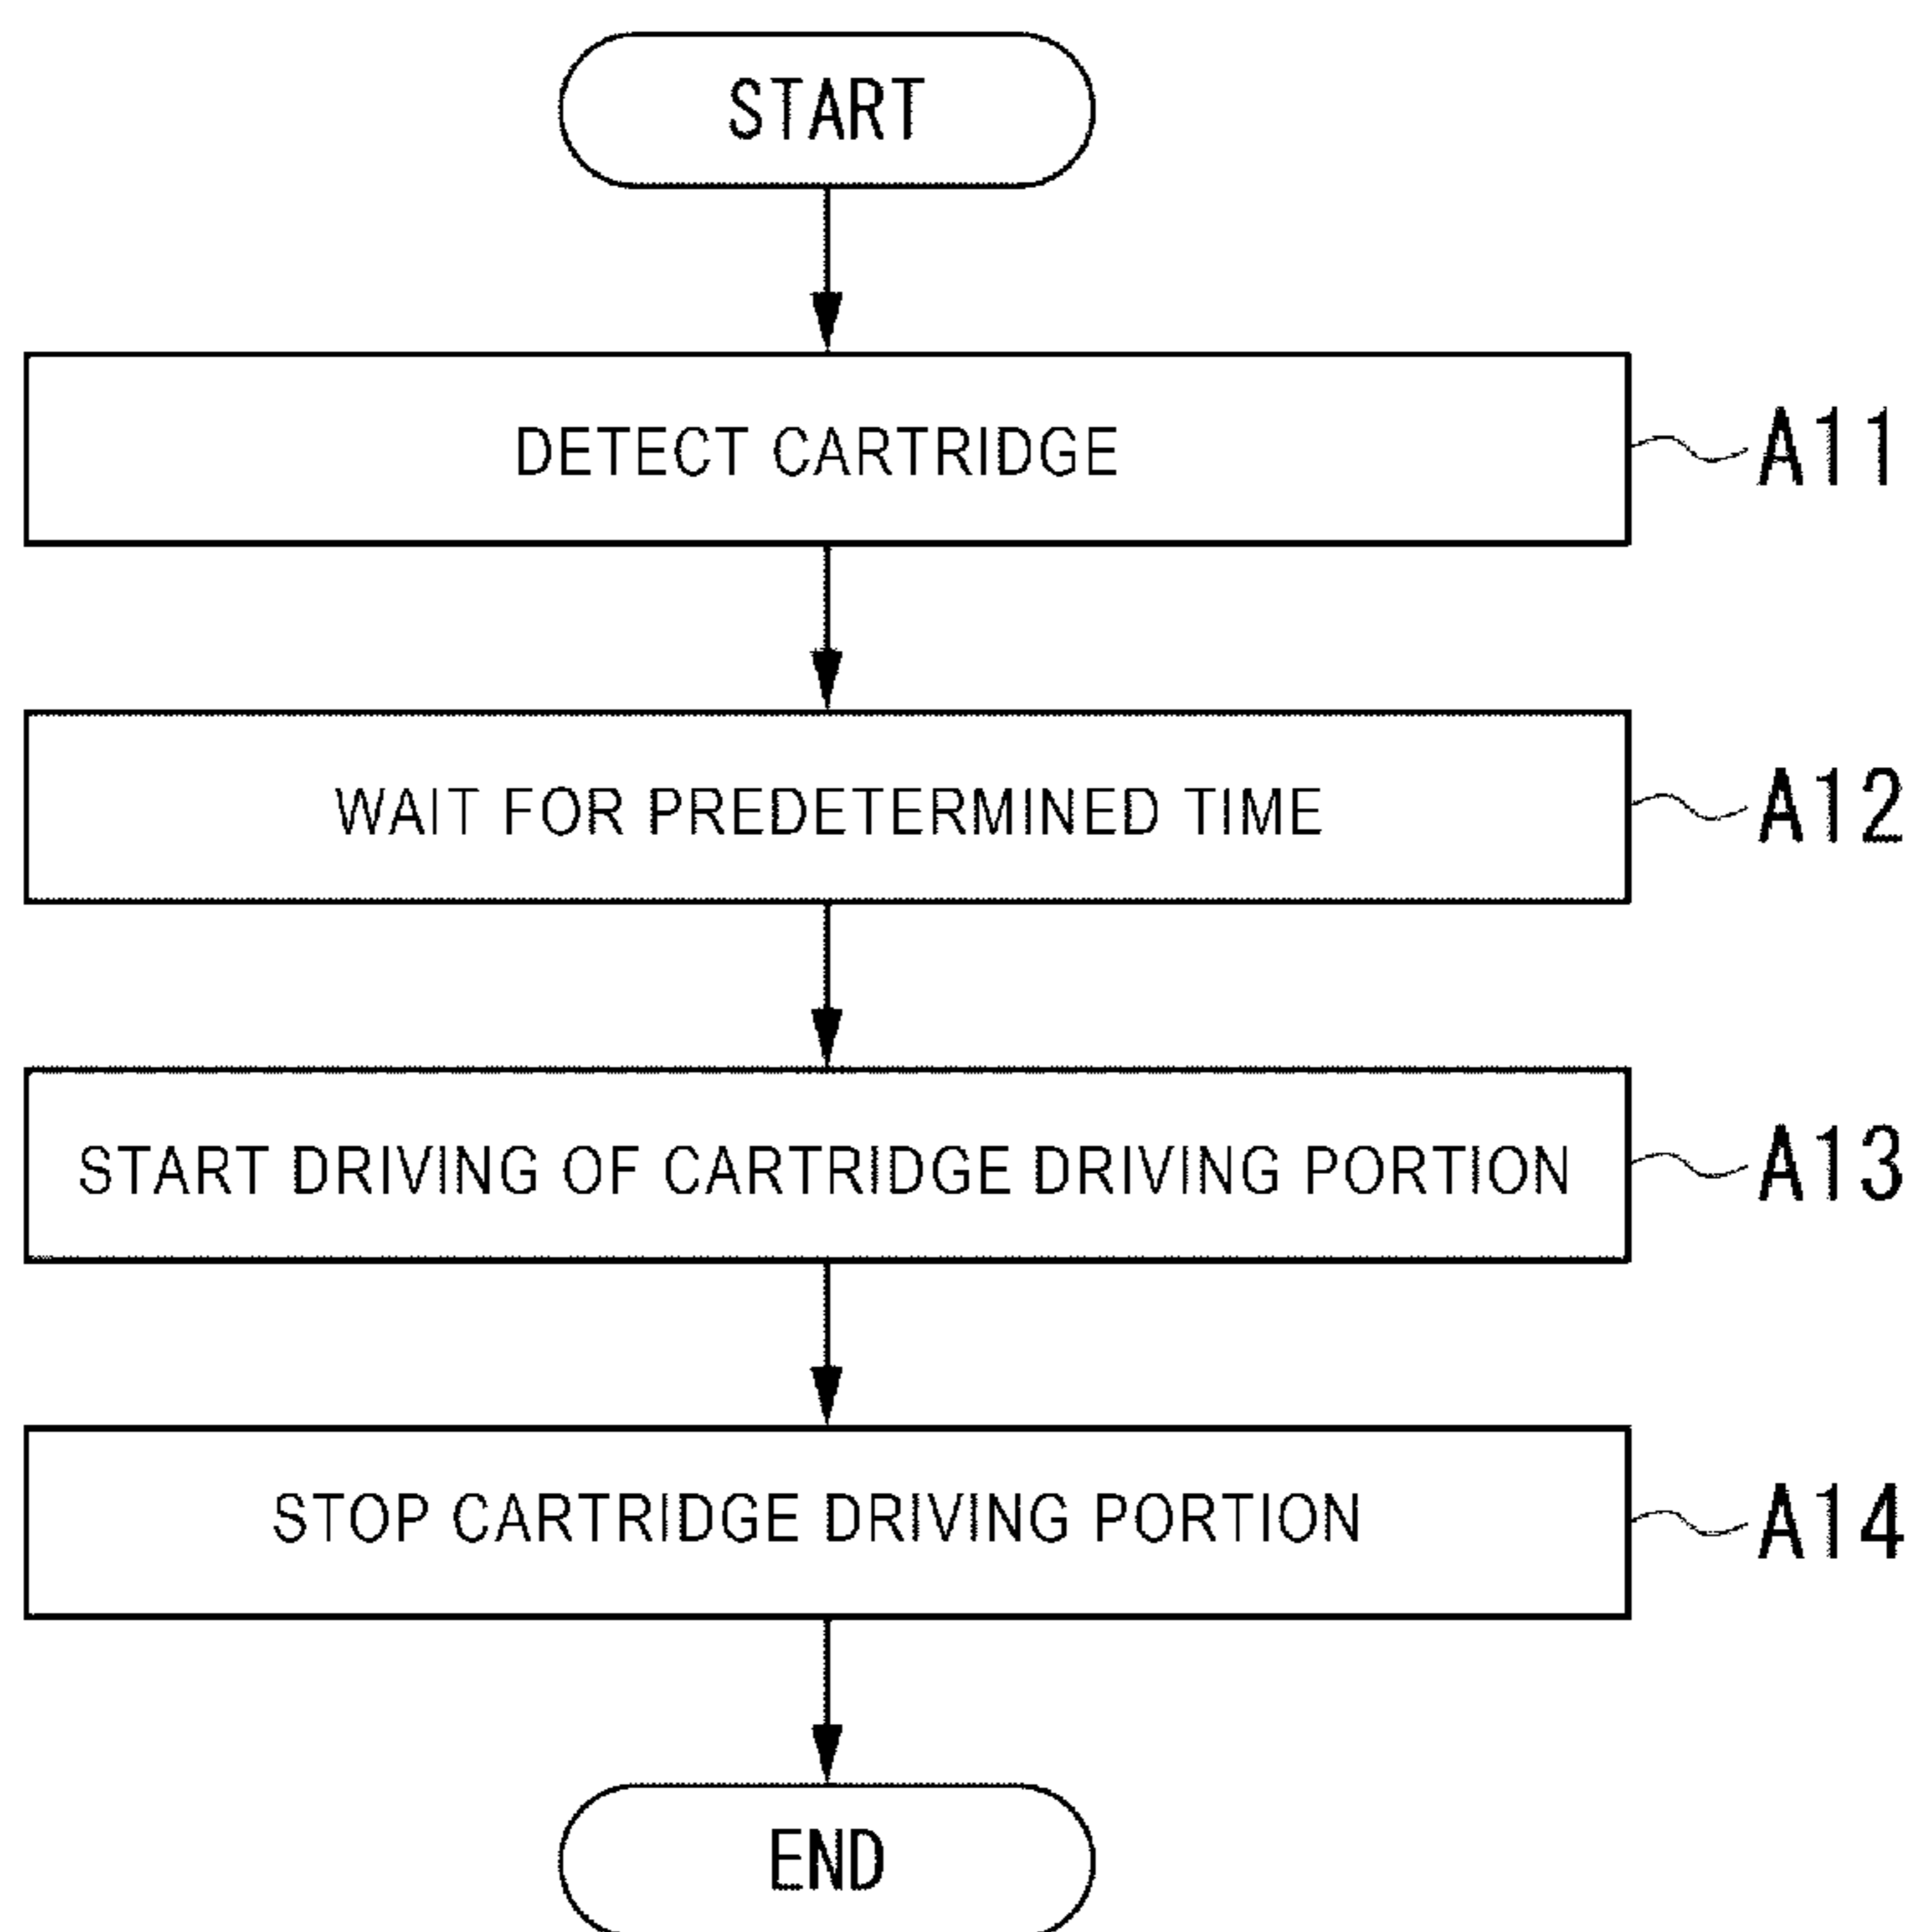 START
DETECT CARTRIDGE
A11
WAIT FOR PREDETERMINED TIME
A12
START DRIVING OF CARTRIDGE DRIVING PORTION
A13
STOP CARTRIDGE DRIVING PORTION
A14
END